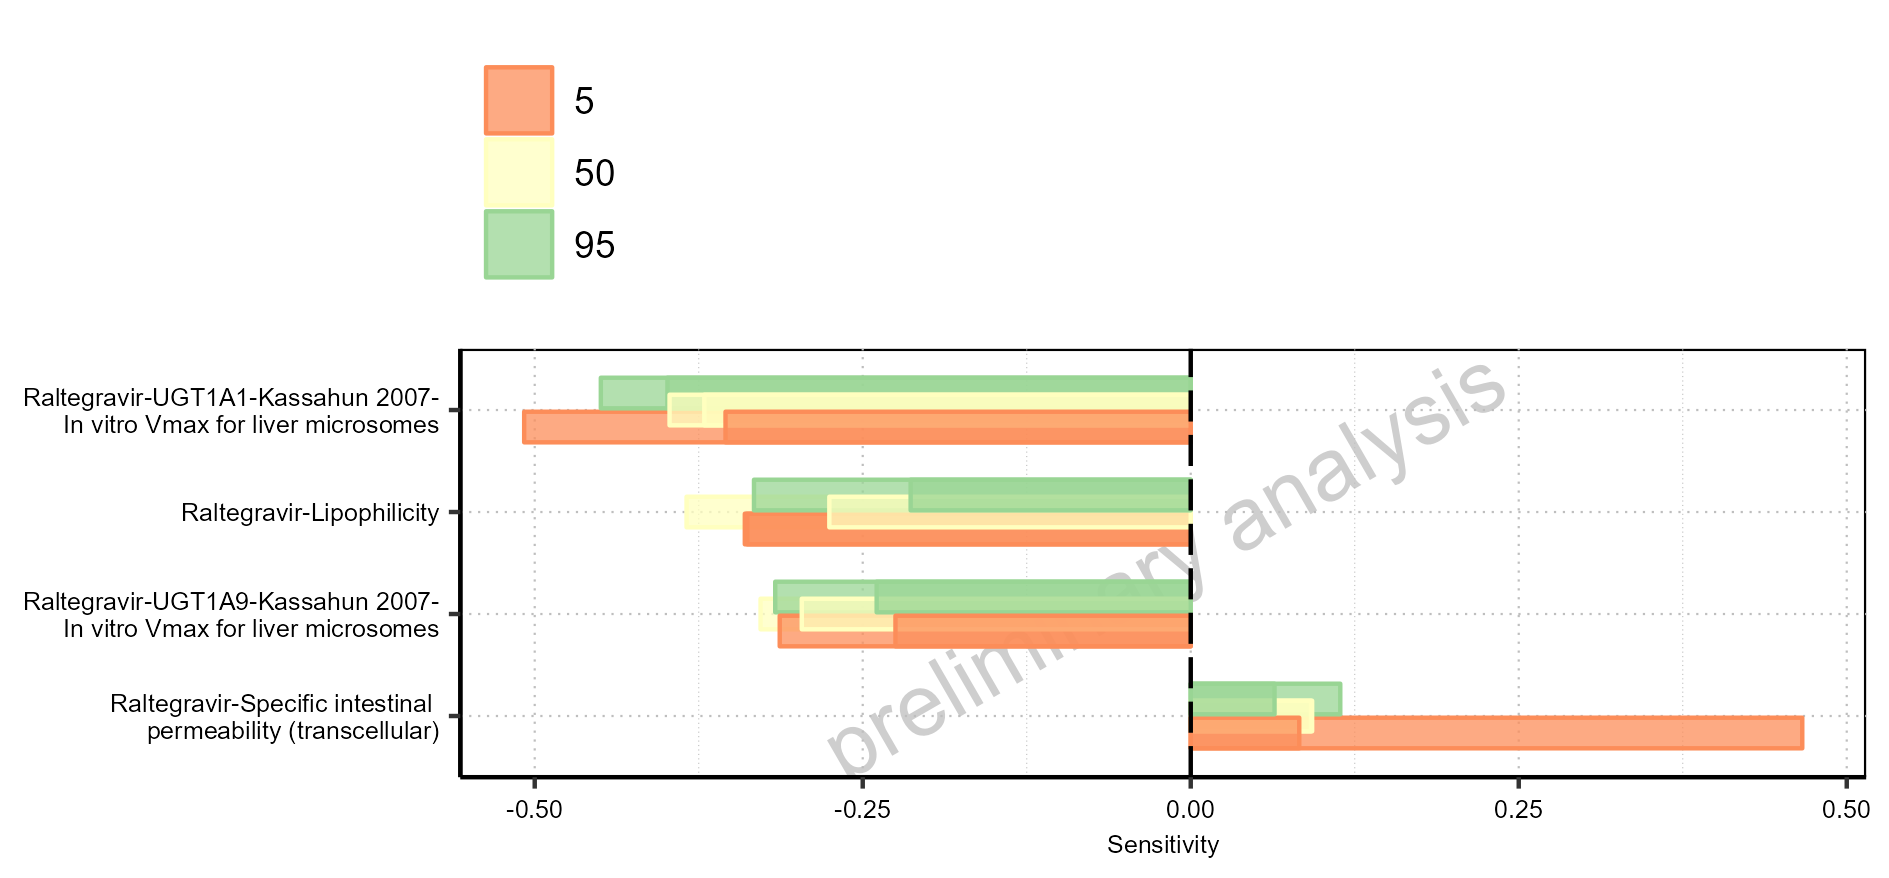 5
50
95
Raltegravir-UGT1A1-Kassahun 2007-
In vitro Vmax for liver microsomes
Raltegravir-Lipophilicity
Raltegravir-UGT1A9-Kassahun 2007-
In vitro Vmax for liver microsomes
Raltegravir-Specific intestinal
permeability (transcellular)
preliminary analysis
-0.50 -0.25 0.00 0.25 0.50
Sensitivity